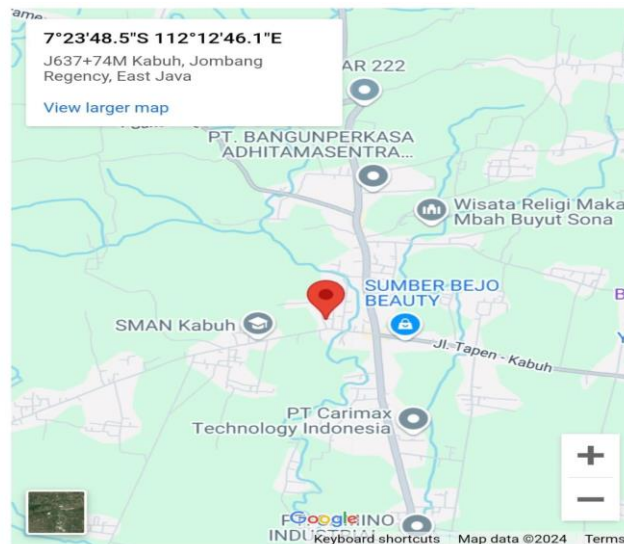 7°23'48.5"S 112°12'46.1"E
J637+74M Kabuh, Jombang
Regency, East Java
View larger map
AR 222
PT. BANGUNPERKASA
ADHITAMASENTRA...
Wisata Religi Maka
Mbah Buyut Sona
SUMBER BEJO
BEAUTY
SMAN Kabuh
Jl. Tapen - Kabuh
PT Carimax
Technology Indonesia
Google
INO
INDUSTRI
Keyboard shortcuts Map data ©2024 Terms